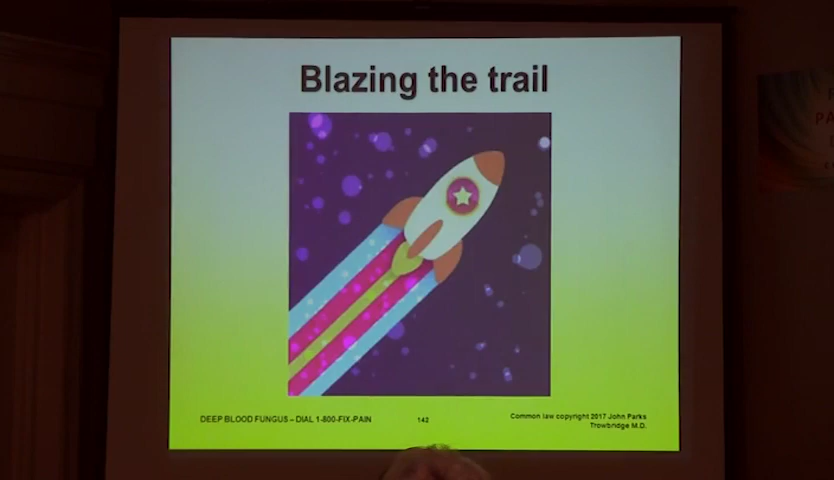 Blazing the trail
DEEP BLOOD FUNGUS – DIAL 1-800-FIX-PAIN
142
Common law copyright 2017 John Parks
Trowbridge M.D.